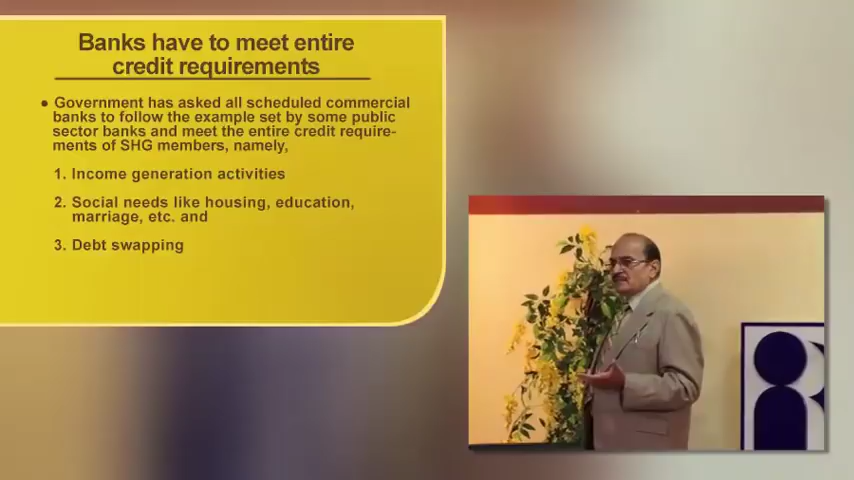 Banks have to meet entire
credit requirements
● Government has asked all scheduled commercial
banks to follow the example set by some public
sector banks and meet the entire credit require-
ments of SHG members, namely,
1. Income generation activities
2. Social needs like housing, education,
marriage, etc. and
3. Debt swapping